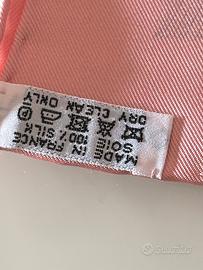 MADE IN FRANCE
SOIE 100% SILK
DRY CLEAN ONLY
P